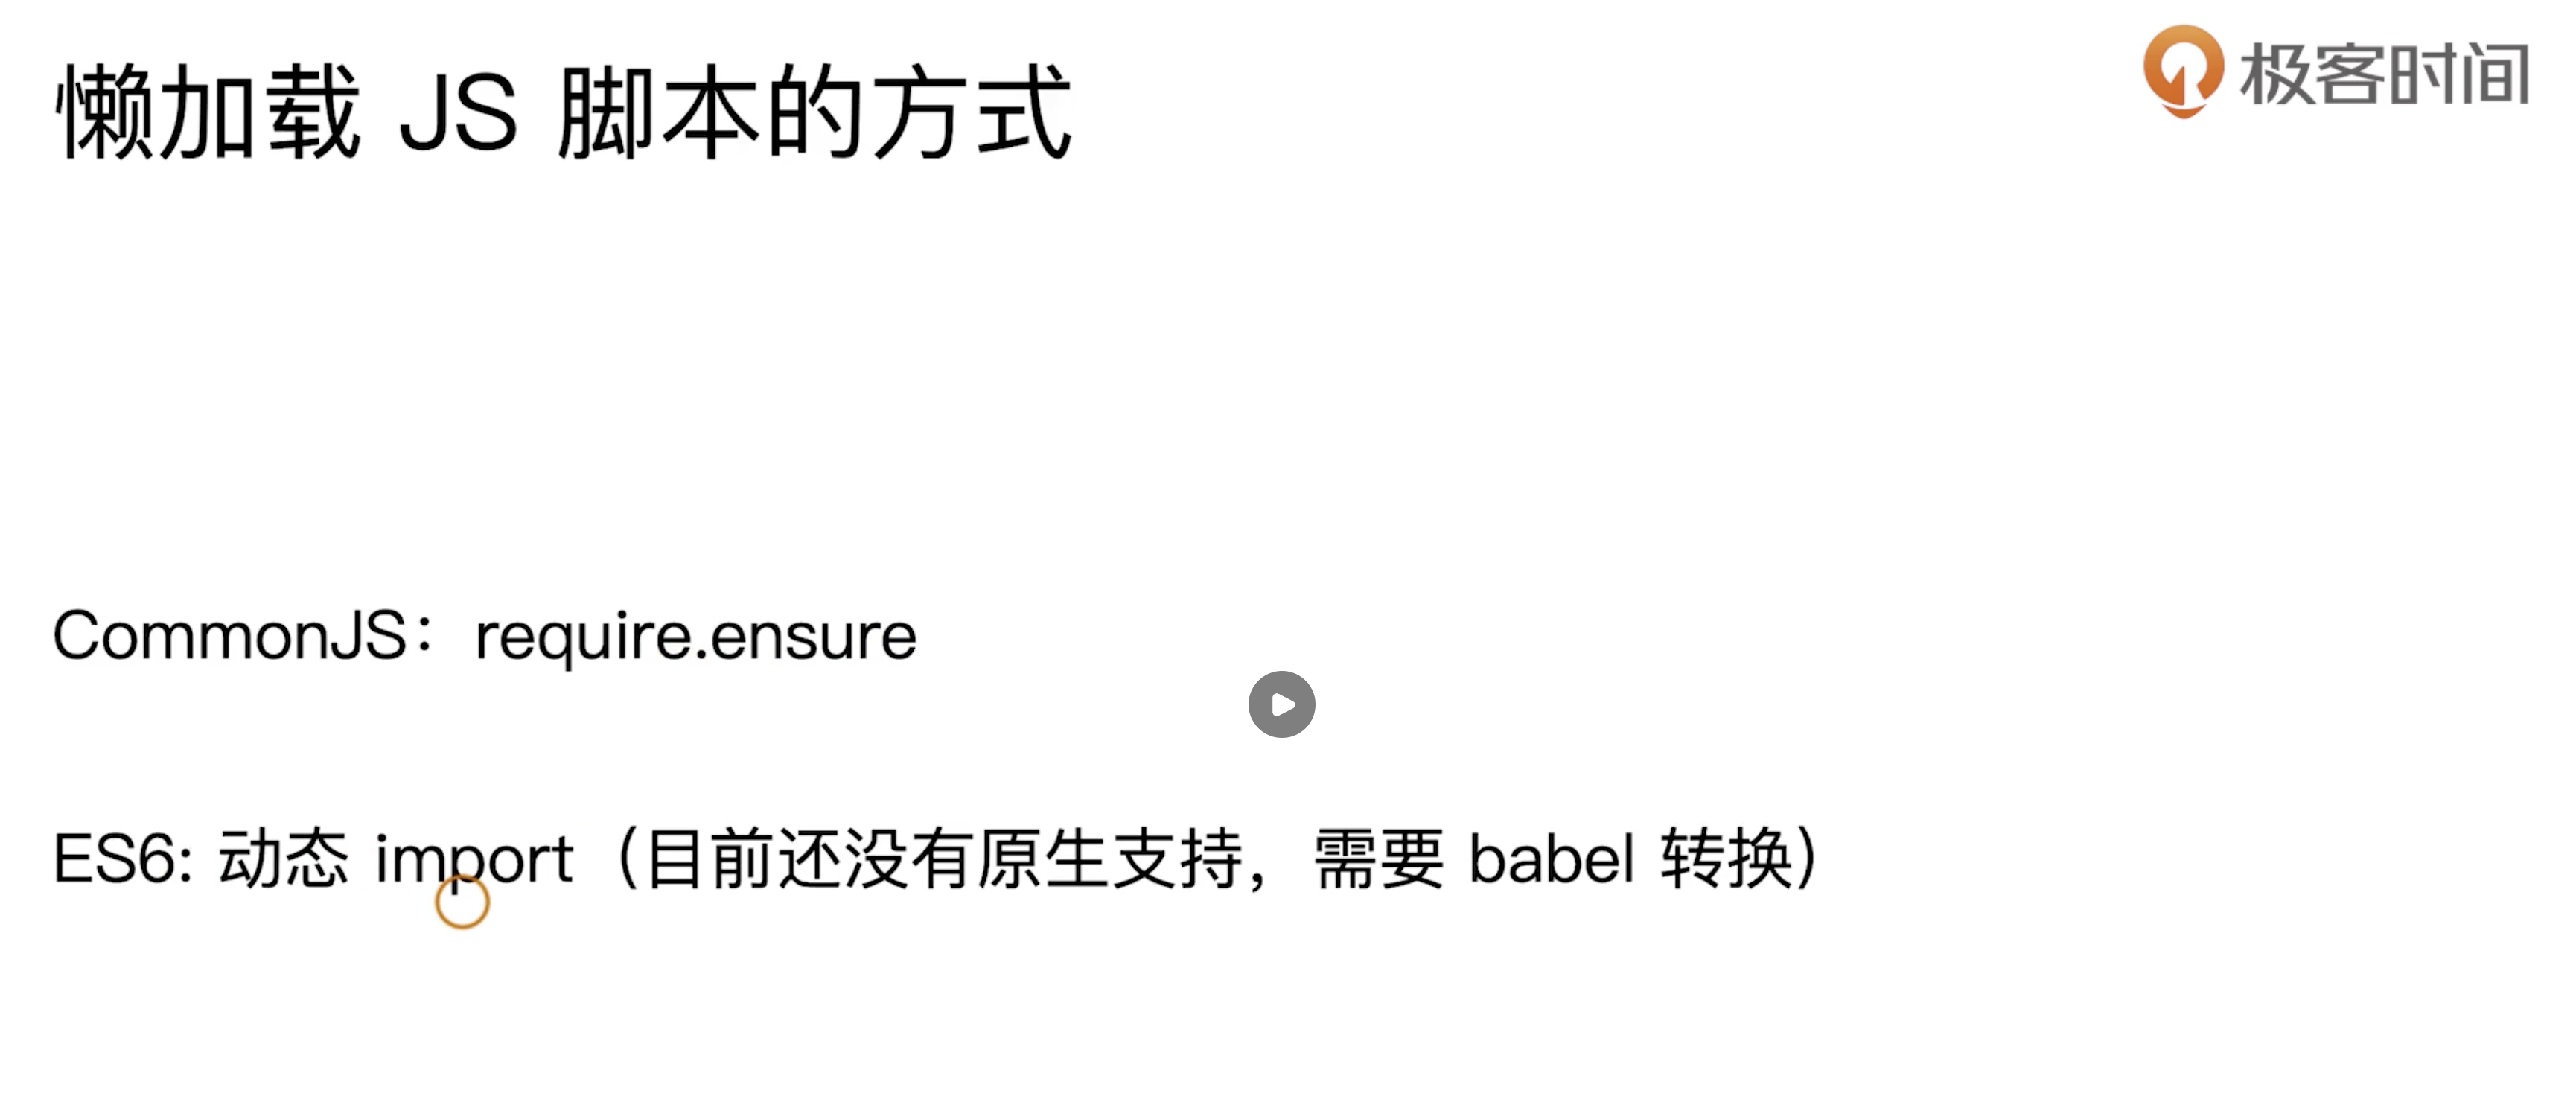 懒加载 JS 脚本的方式
极客时间
CommonJS：require.ensure
ES6: 动态 import（目前还没有原生支持，需要 babel 转换）